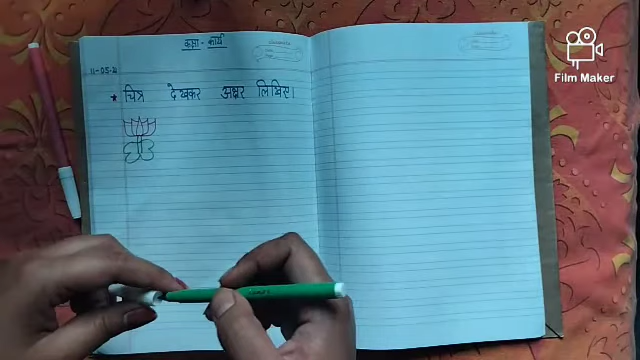 कक्षा - कार्य
11-05-21
* चित्र देखकर अक्षर लिखिए।
Film Maker